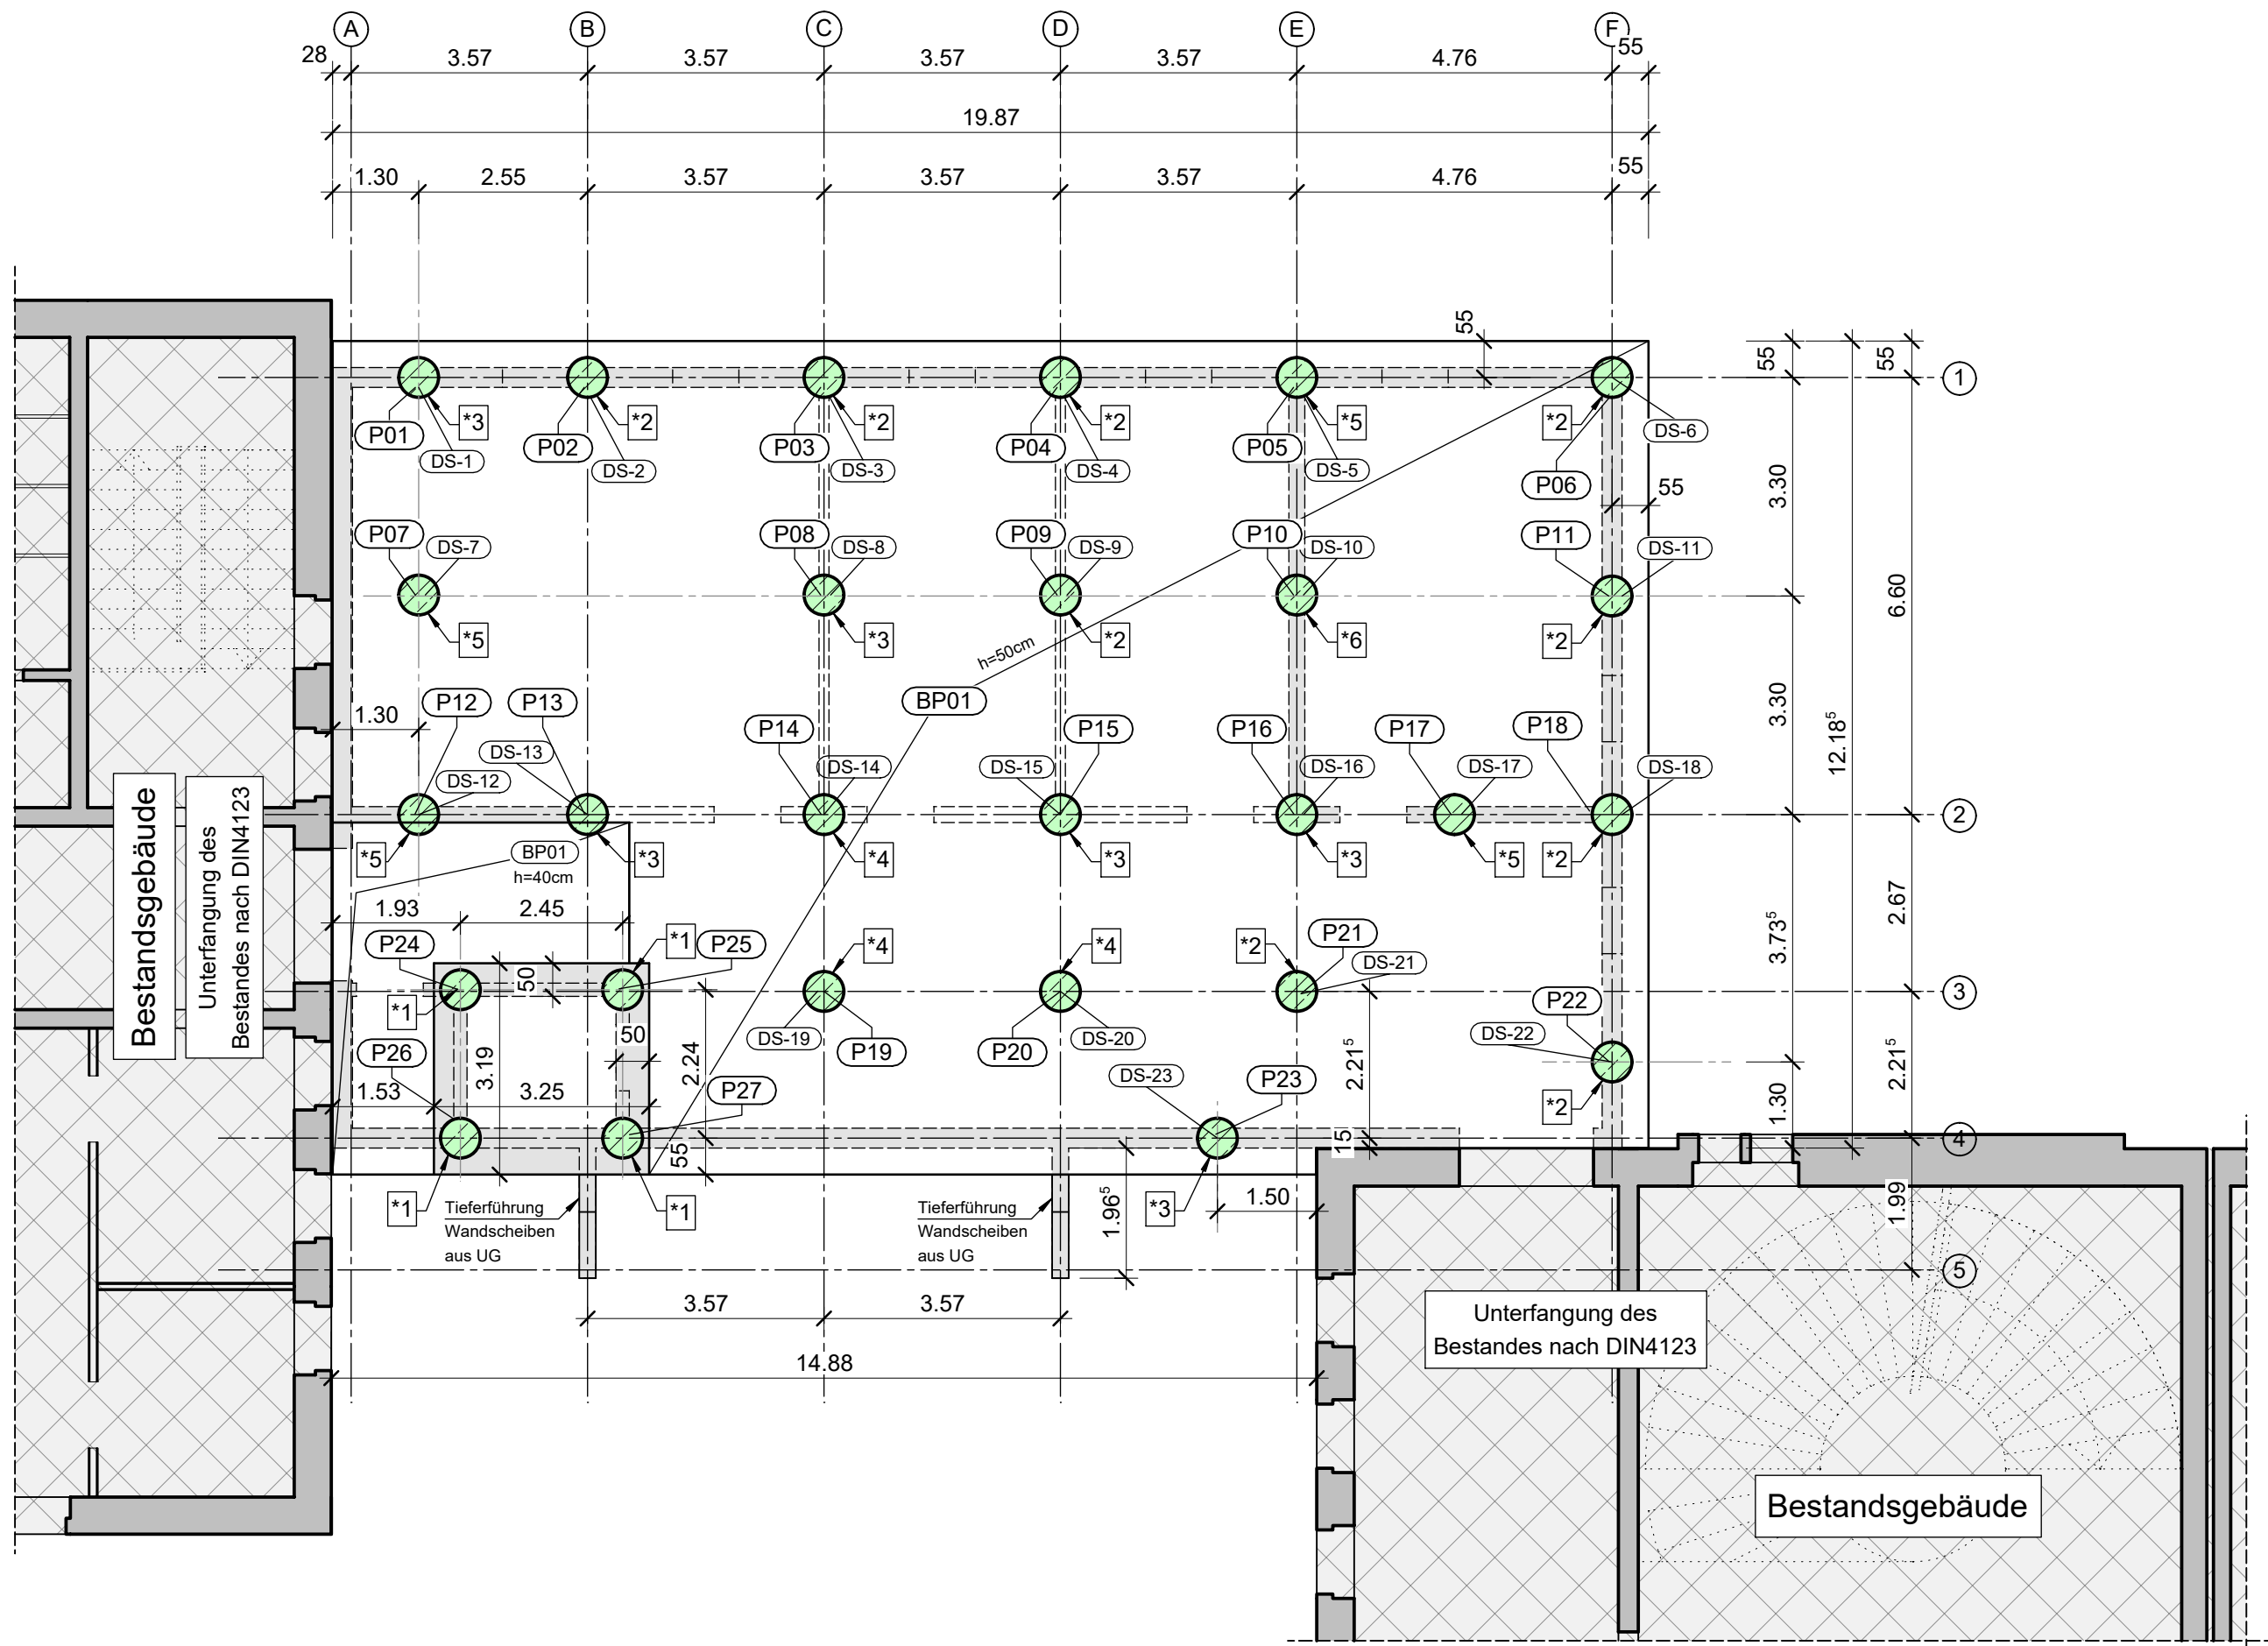 A B C D E F
28 3.57 3.57 3.57 3.57 4.76 55
19.87
1.30 2.55 3.57 3.57 3.57 4.76 55
55 55 55
1
P01 *3 DS-1
P02 *2 DS-2
P03 *2 DS-3
P04 *2 DS-4
P05 *5 DS-5
*2 P06 DS-6
55
3.30
P07 DS-7 *5
P08 DS-8 *3
P09 DS-9 *2
P10 DS-10 *6
P11 DS-11 *2
6.60
h=50cm
BP01
3.30
12.18⁵
1.30
P12 DS-12 *5
P13 DS-13 *3
P14 DS-14 *4
P15 DS-15 *3
P16 DS-16 *3
P17 DS-17 *5
P18 DS-18 *2
2
BP01
h=40cm
Bestandsgebäude
Unterfangung des
Bestandes nach DIN4123
1.93 2.45
2.67
3.73⁵
P24 *1
50
*1 P25
*4 DS-19 P19
*4 P20 DS-20
*2 P21 DS-21
3
P22 DS-22 *2
50
2.24
3.19
P26 *1
1.53 3.25
P27 *1
55
DS-23 P23 *3
2.21⁵
15
1.30
2.21⁵
4
Tieferführung
Wandscheiben
aus UG
Tieferführung
Wandscheiben
aus UG
1.96⁵
1.50
1.99
5
3.57 3.57
14.88
Unterfangung des
Bestandes nach DIN4123
Bestandsgebäude